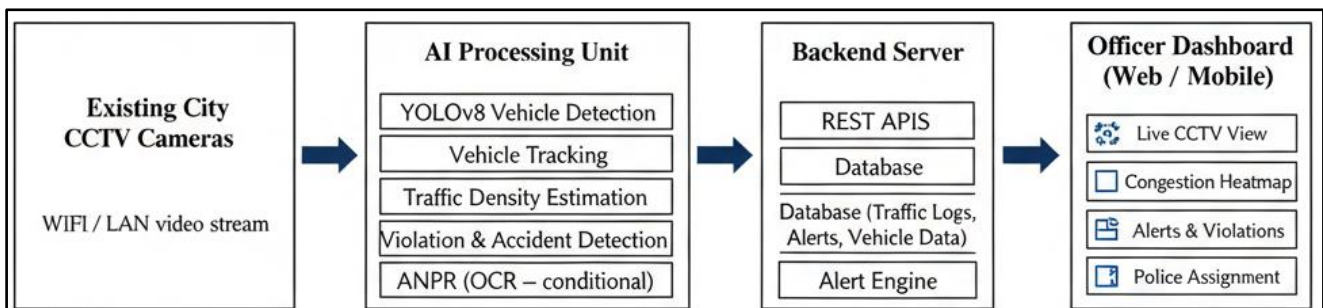 Existing City
CCTV Cameras
WIFI / LAN video stream
AI Processing Unit
YOLOv8 Vehicle Detection
Vehicle Tracking
Traffic Density Estimation
Violation & Accident Detection
ANPR (OCR – conditional)
Backend Server
REST APIS
Database
Database (Traffic Logs,
Alerts, Vehicle Data)
Alert Engine
Officer Dashboard
(Web / Mobile)
Live CCTV View
Congestion Heatmap
Alerts & Violations
Police Assignment